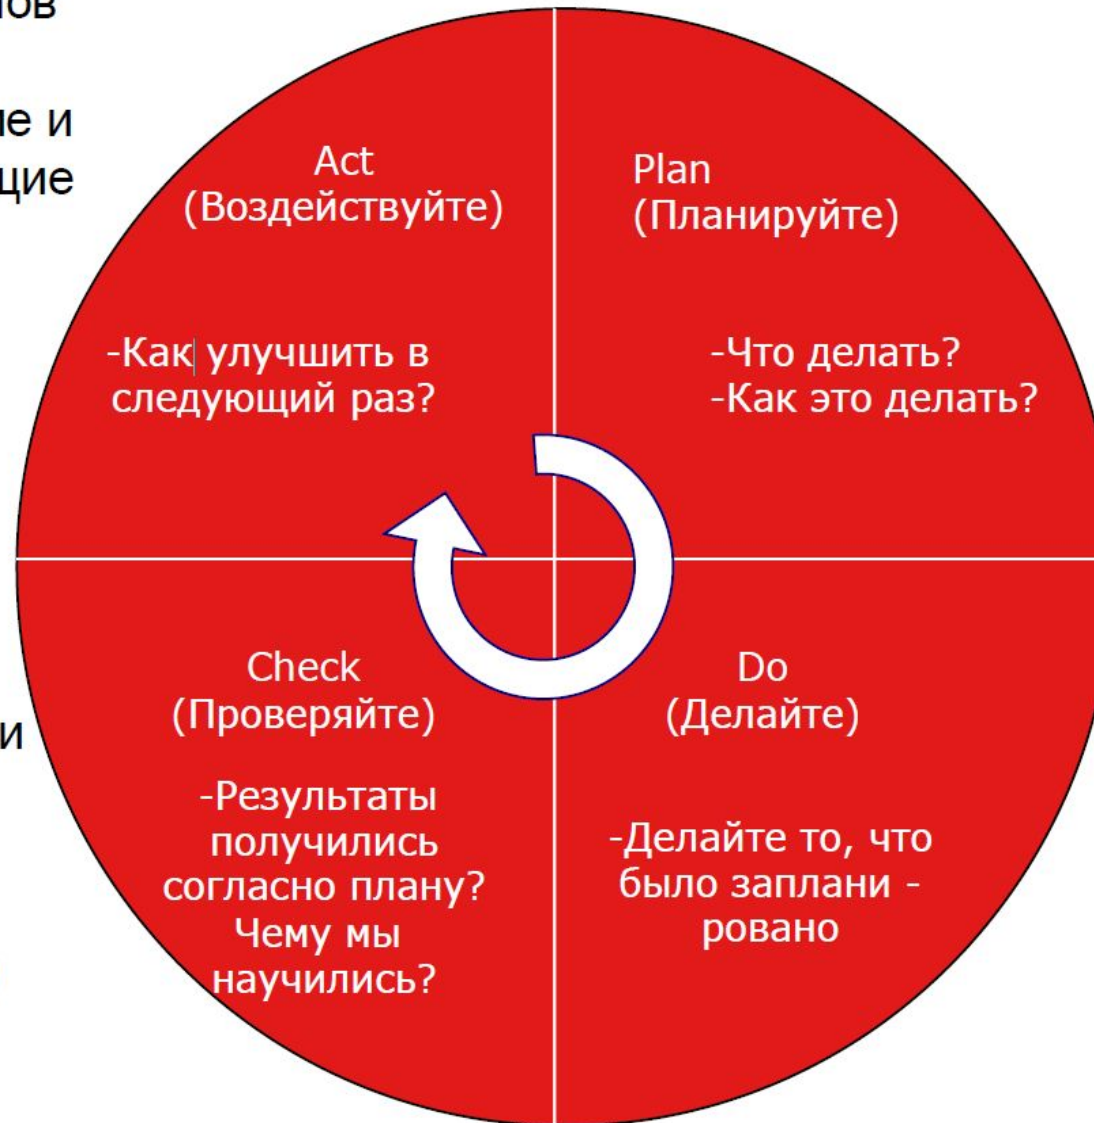 ие и
щие
и
Act
(Воздействуйте)
-Как улучшить в
следующий раз?
Plan
(Планируйте)
-Что делать?
-Как это делать?
Check
(Проверяйте)
-Результаты
получились
согласно плану?
Чему мы
научились?
Do
(Делайте)
-Делайте то, что
было заплани -
ровано